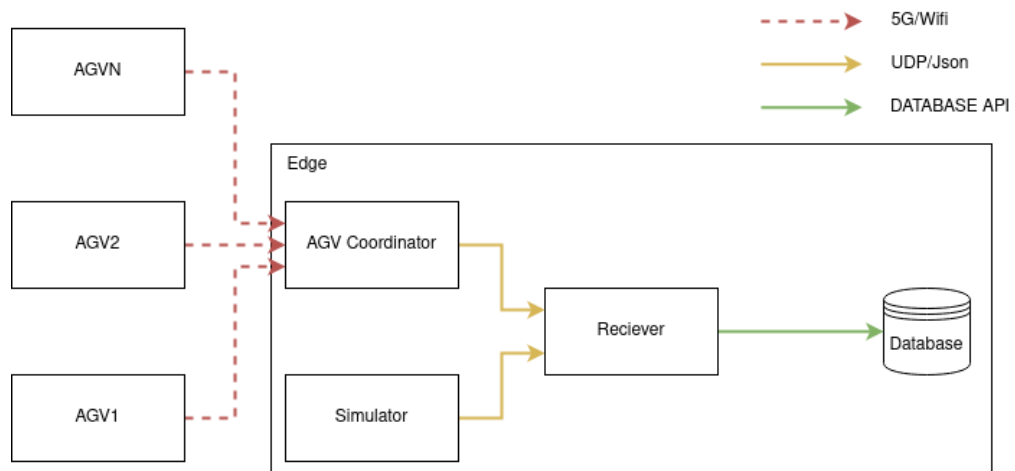 5G/Wifi
AGVN
UDP/Json
DATABASE API
Edge
AGV2
AGV Coordinator
Reciever
Database
AGV1
Simulator